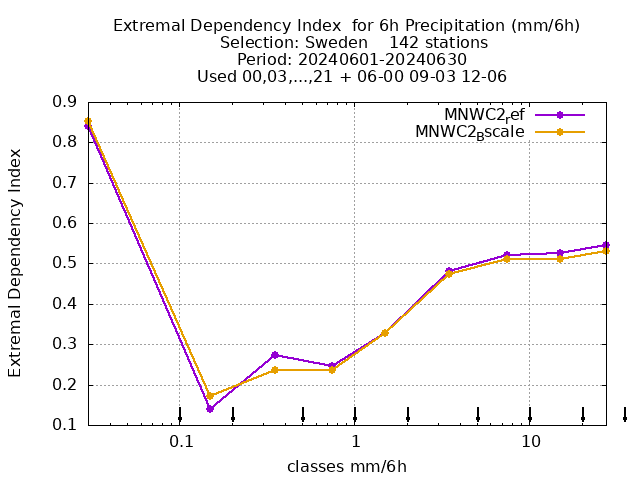 Extremal Dependency Index  for 6h Precipitation (mm/6h)
Selection: Sweden    142 stations
Period: 20240601-20240630
Used 00,03,...,21 + 06-00 09-03 12-06
MNWC2ref
MNWC2Bscale
Extremal Dependency Index
0.9
0.8
0.7
0.6
0.5
0.4
0.3
0.2
0.1
0.1
1
10
classes mm/6h